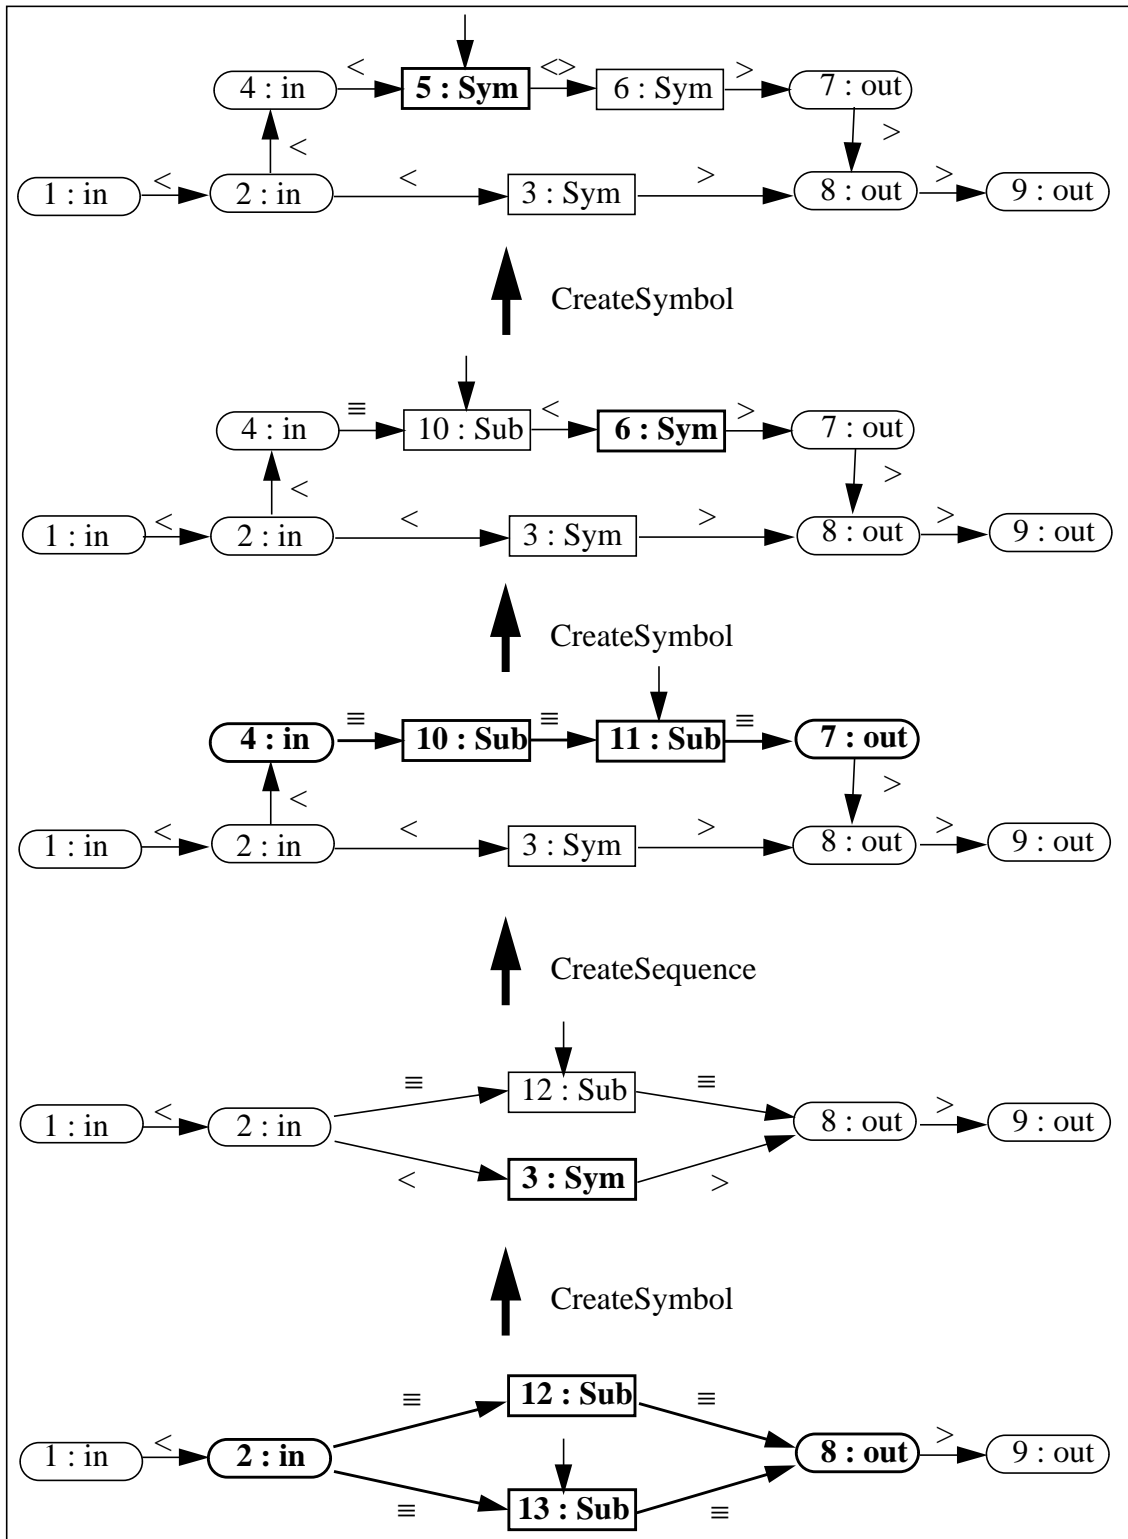 < <> >
4 : in 5 : Sym 6 : Sym 7 : out
< >
< < > >
1 : in 2 : in 3 : Sym 8 : out 9 : out
CreateSymbol
≡ < >
4 : in 10 : Sub 6 : Sym 7 : out
< >
< < > >
1 : in 2 : in 3 : Sym 8 : out 9 : out
CreateSymbol
≡ ≡ ≡
4 : in 10 : Sub 11 : Sub 7 : out
< >
< < > >
1 : in 2 : in 3 : Sym 8 : out 9 : out
CreateSequence
≡ 12 : Sub ≡
< >
1 : in 2 : in 8 : out 9 : out
< 3 : Sym >
CreateSymbol
≡ 12 : Sub ≡
< >
1 : in 2 : in 8 : out 9 : out
≡ 13 : Sub ≡